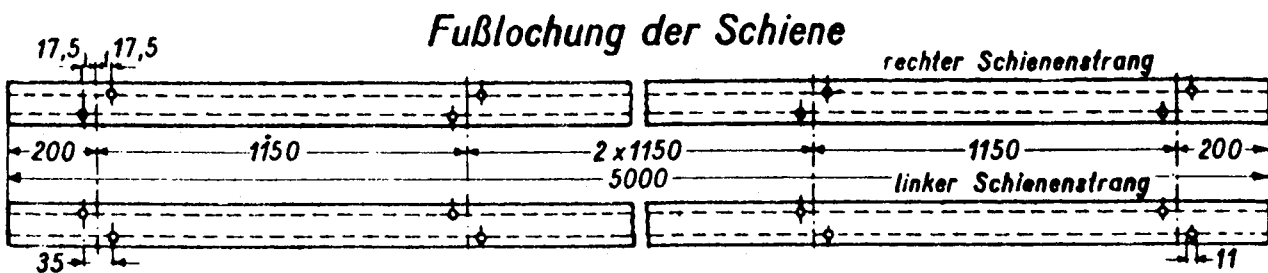 Fußlochung der Schiene
17,5 17,5
rechter Schienenstrang
200 1150 2 x 1150 1150 200
5000
linker Schienenstrang
35 11